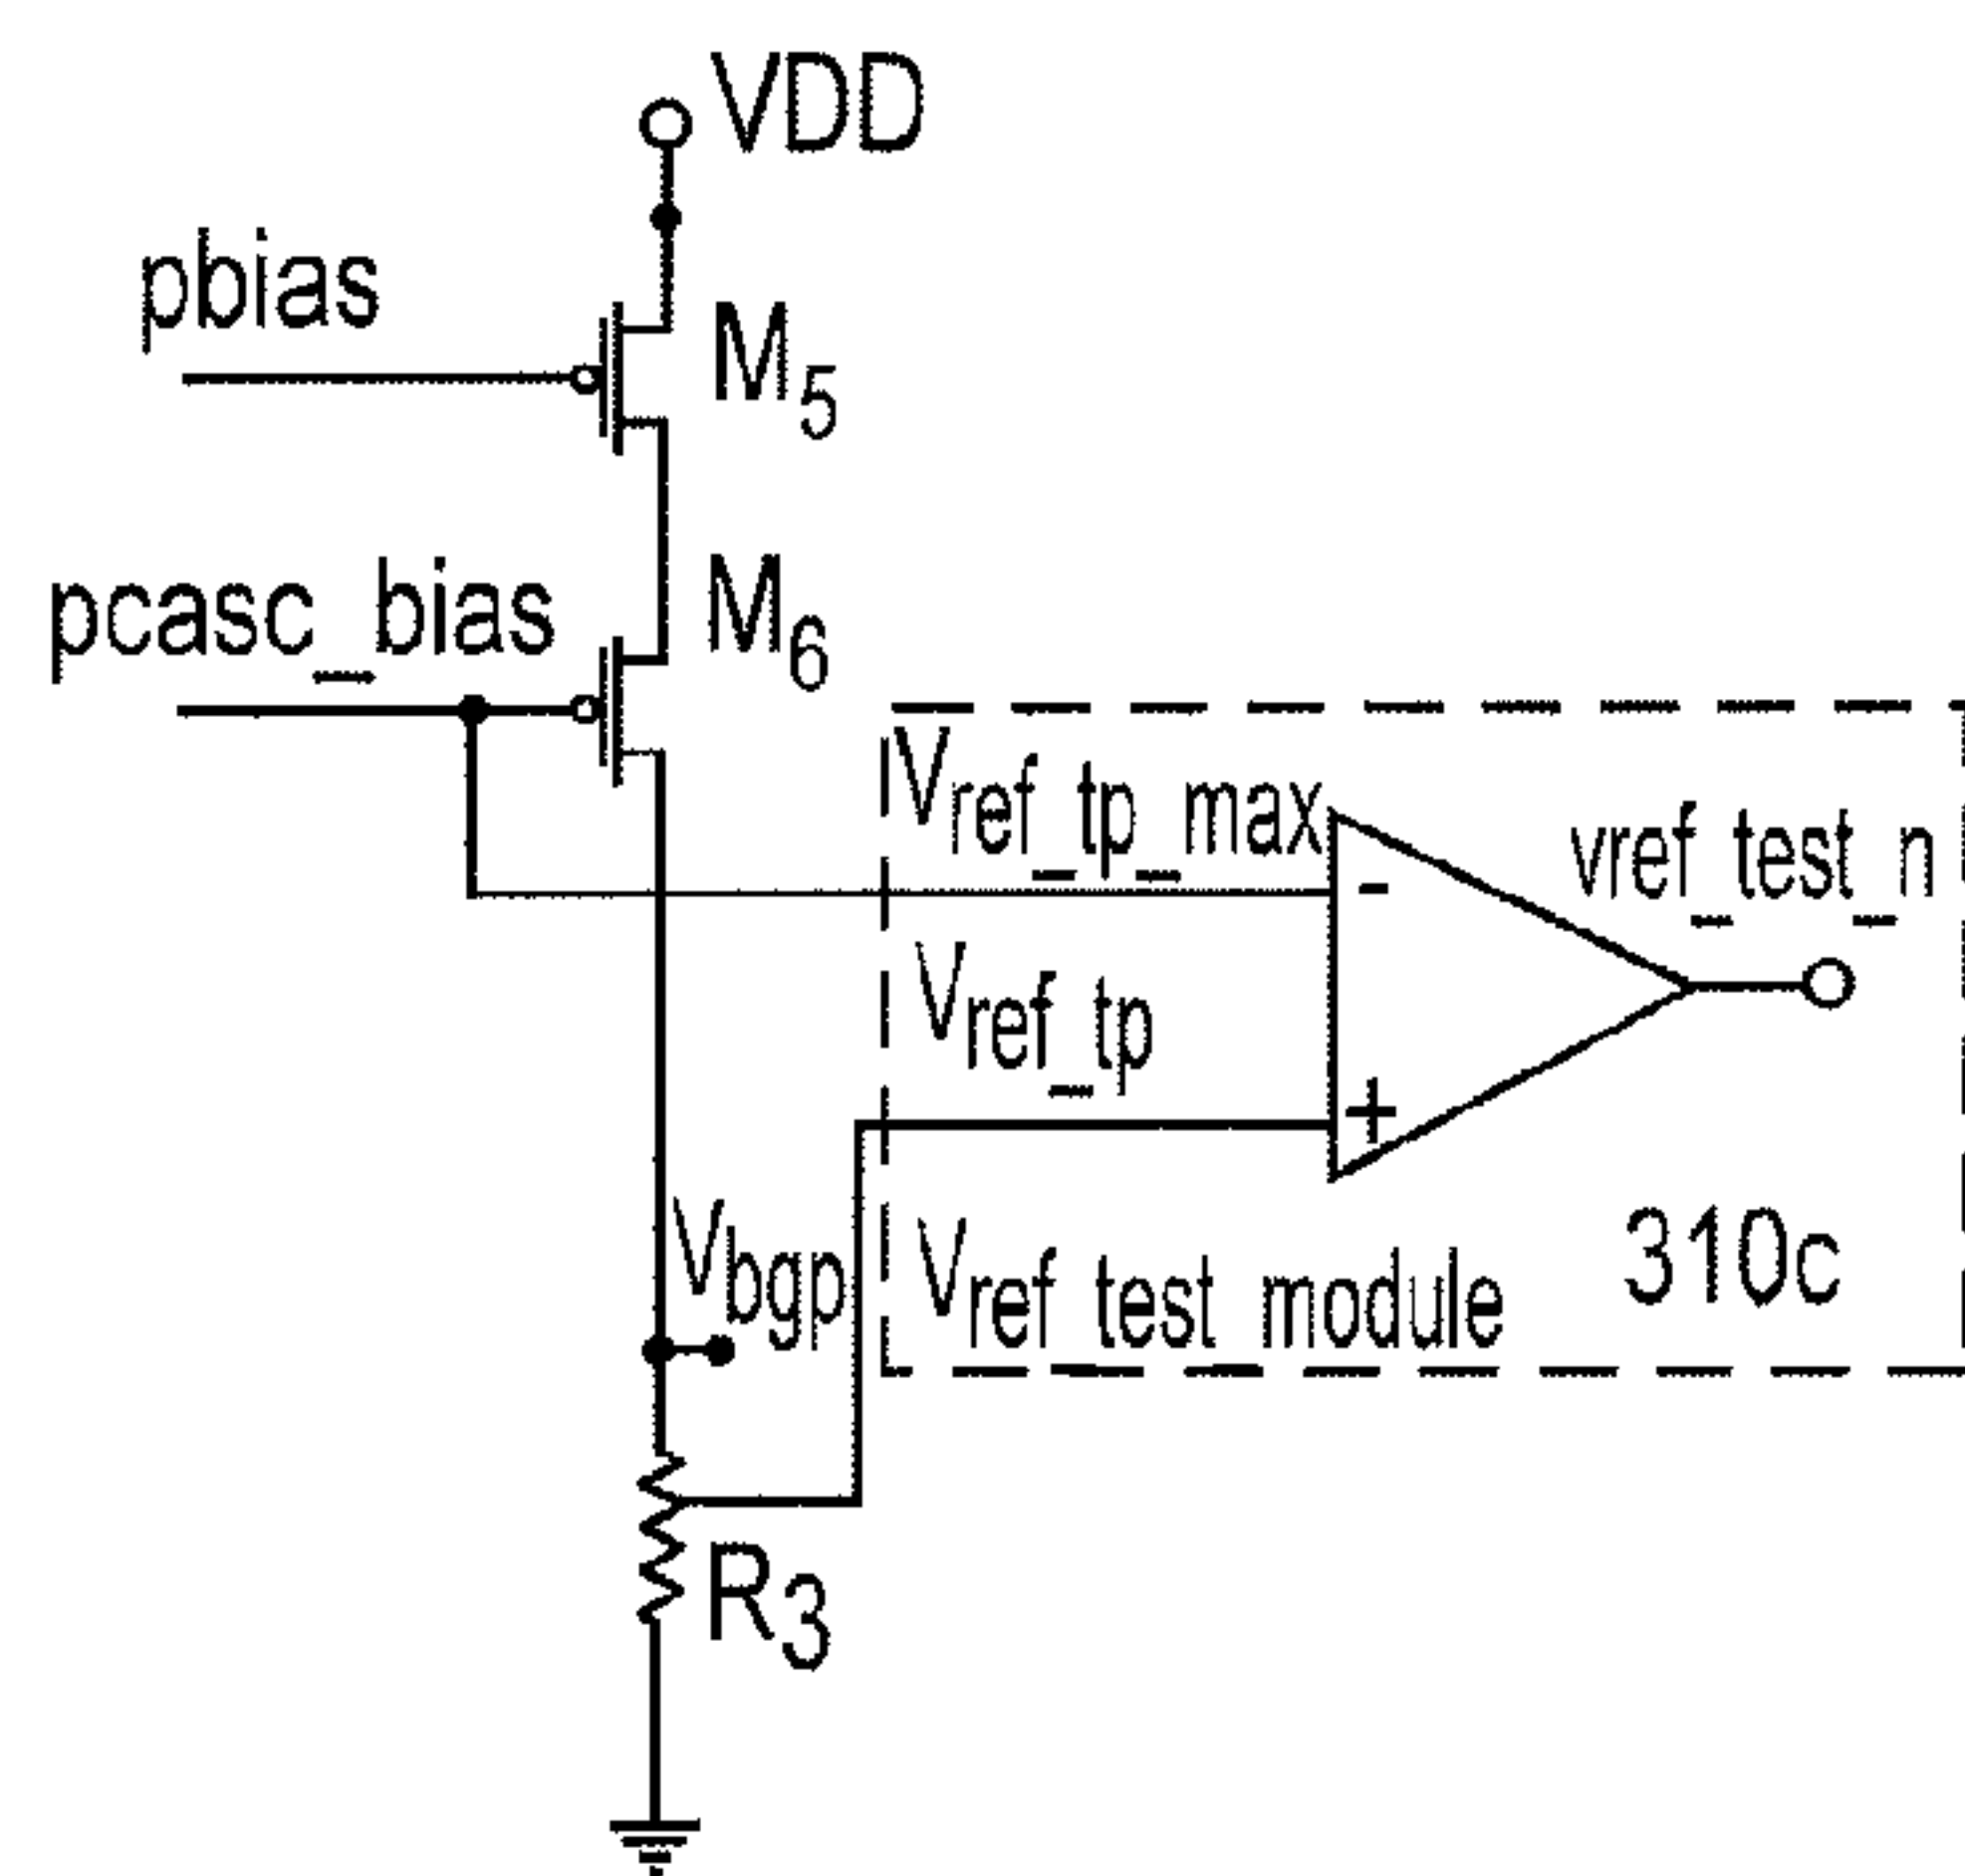 VDD
pbias
M5
pcasc_bias
M6
Vref_tp_max
-
vref_test_n
Vref_tp
+
Vbgp
Vref_test_module
310c
R3